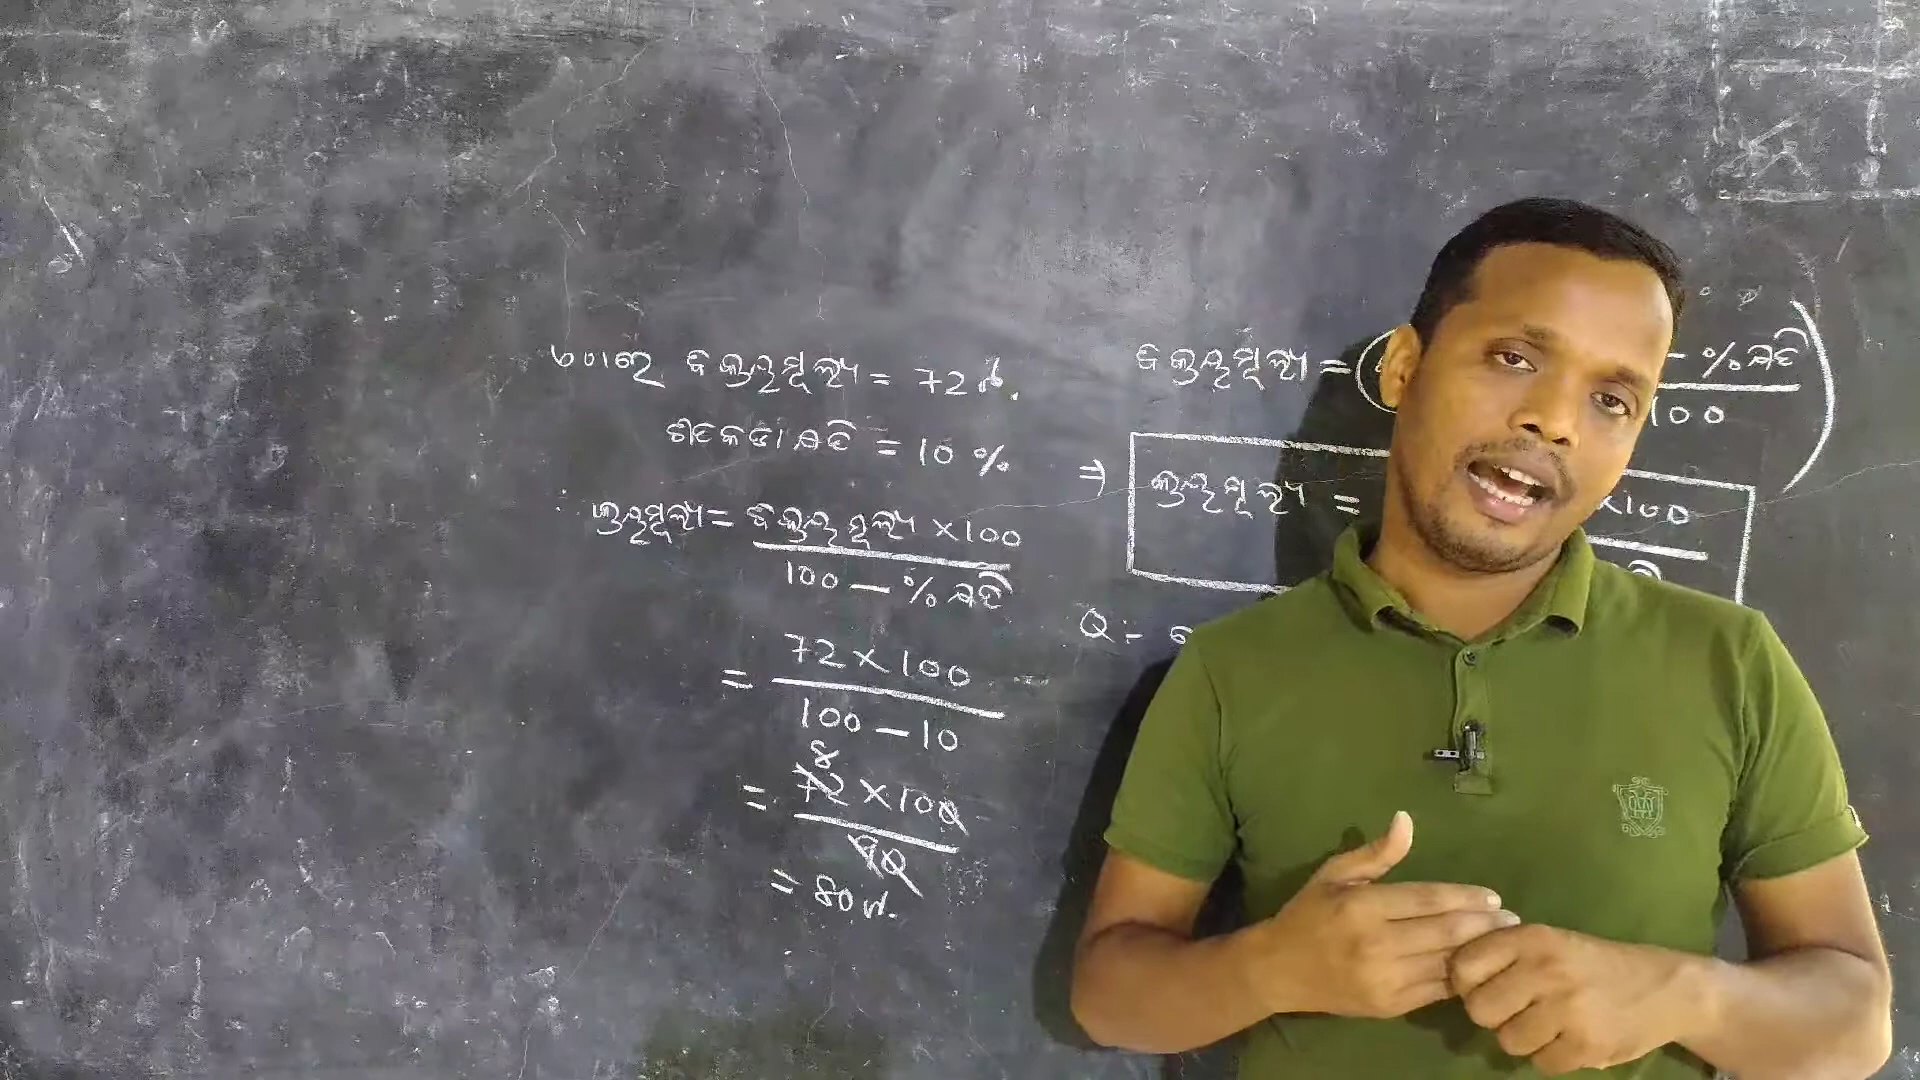 ଏଠାରେ ବିକ୍ରୟମୂଲ୍ୟ = 72 ଟ.
ଶତକଡା କ୍ଷତି = 10 %
∴ କ୍ରୟମୂଲ୍ୟ = ବିକ୍ରୟ ମୂଲ୍ୟ × 100
100 – % କ୍ଷତି
= 72 × 100
100 – 10
8
= 72 × 100
90
= 80 ଟ.
ବିକ୍ରୟମୂଲ୍ୟ = ( – % କ୍ଷତି )
100
⇒ କ୍ରୟମୂଲ୍ୟ = ×100
Q :-